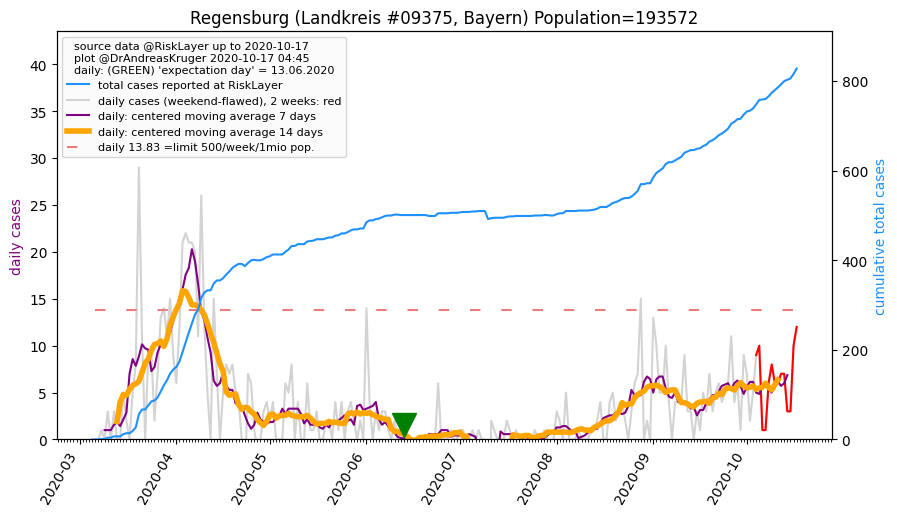 Regensburg (Landkreis #09375, Bayern) Population=193572
source data @RiskLayer up to 2020-10-17
plot @DrAndreasKruger 2020-10-17 04:45
daily: (GREEN) 'expectation day' = 13.06.2020
total cases reported at RiskLayer
daily cases (weekend-flawed), 2 weeks: red
daily: centered moving average 7 days
daily: centered moving average 14 days
daily 13.83 =limit 500/week/1mio pop.
daily cases
40
35
30
25
20
15
10
5
0
800
600
400
200
0
cumulative total cases
2020-03
2020-04
2020-05
2020-06
2020-07
2020-08
2020-09
2020-10